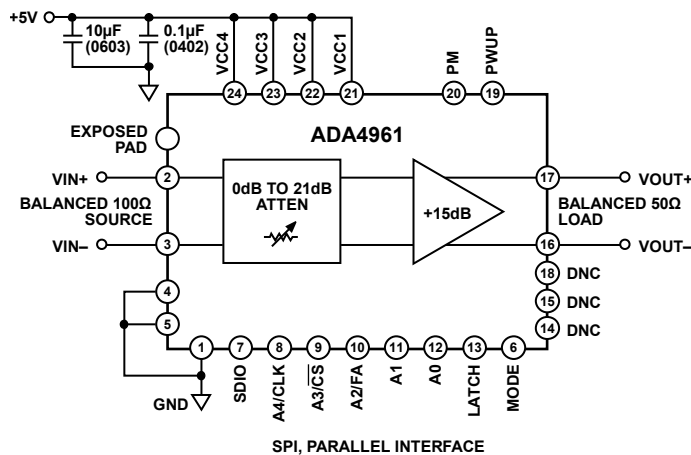 +5V
10µF
(0603)
0.1µF
(0402)
VCC4
VCC3
VCC2
VCC1
PM
PWUP
24
23
22
21
20
19
EXPOSED
PAD
ADA4961
VIN+
2
0dB TO 21dB
ATTEN
+15dB
17
VOUT+
BALANCED 100Ω
SOURCE
BALANCED 50Ω
LOAD
VIN–
3
16
VOUT–
4
18
DNC
15
DNC
5
14
DNC
1
7
8
9
10
11
12
13
6
GND
SDIO
A4/CLK
A3/C̅S̅
A2/FA
A1
A0
LATCH
MODE
SPI, PARALLEL INTERFACE